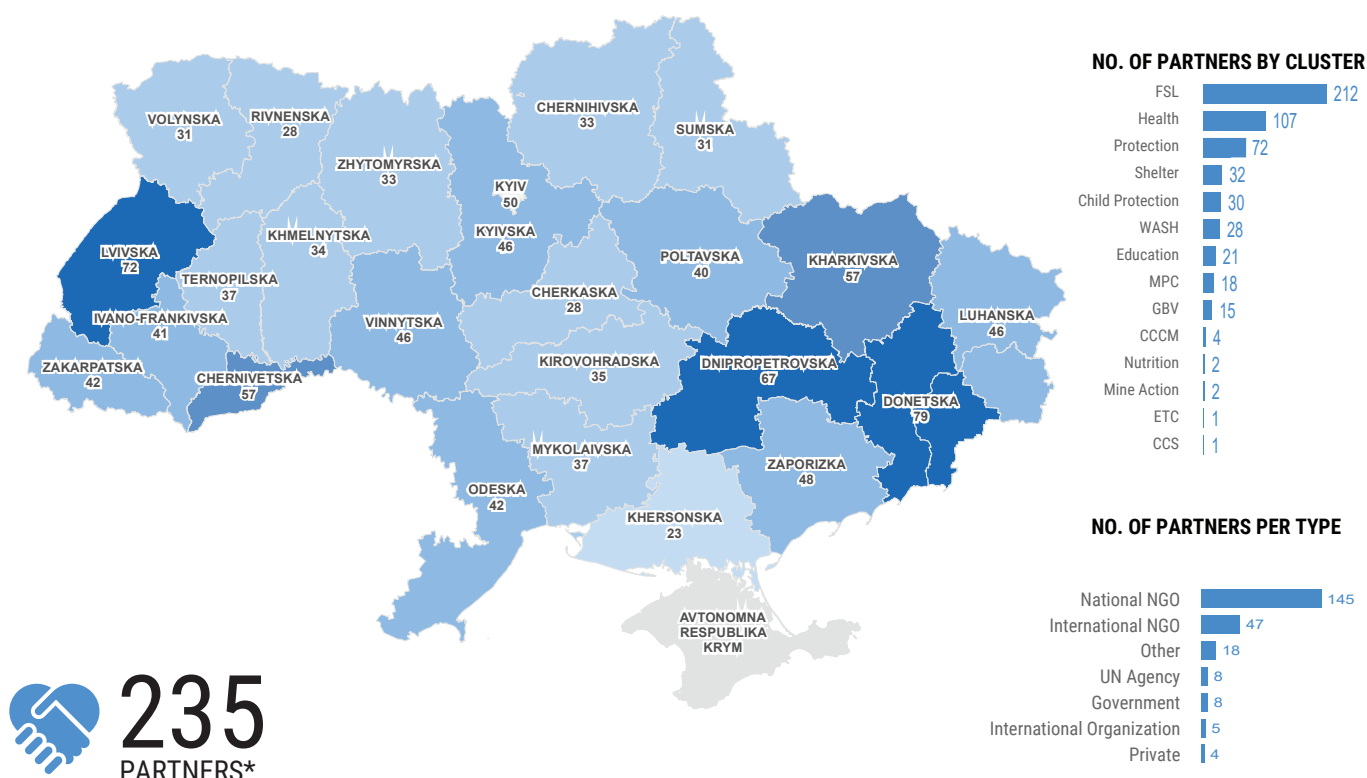 NO. OF PARTNERS BY CLUSTER
FSL 212
Health 107
Protection 72
Shelter 32
Child Protection 30
WASH 28
Education 21
MPC 18
GBV 15
CCCM 4
Nutrition 2
Mine Action 2
ETC 1
CCS 1
VOLYNSKA
31
RIVNENSKA
28
ZHYTOMYRSKA
33
CHERNIHIVSKA
33
SUMSKA
31
KYIV
50
KYIVSKA
46
LVIVSKA
72
KHMELNYTSKA
34
TERNOPILSKA
37
IVANO-FRANKIVSKA
41
ZAKARPATSKA
42
CHERNIVETSKA
57
VINNYTSKA
46
CHERKASKA
28
POLTAVSKA
40
KHARKIVSKA
57
LUHANSKA
46
KIROVOHRADSKA
35
DNIPROPETROVSKA
67
DONETSKA
79
MYKOLAIVSKA
37
ZAPORIZKA
48
ODESKA
42
KHERSONSKA
23
AVTONOMNA
RESPUBLIKA
KRYM
NO. OF PARTNERS PER TYPE
National NGO 145
International NGO 47
Other 18
UN Agency 8
Government 8
International Organization 5
Private 4
235
PARTNERS*